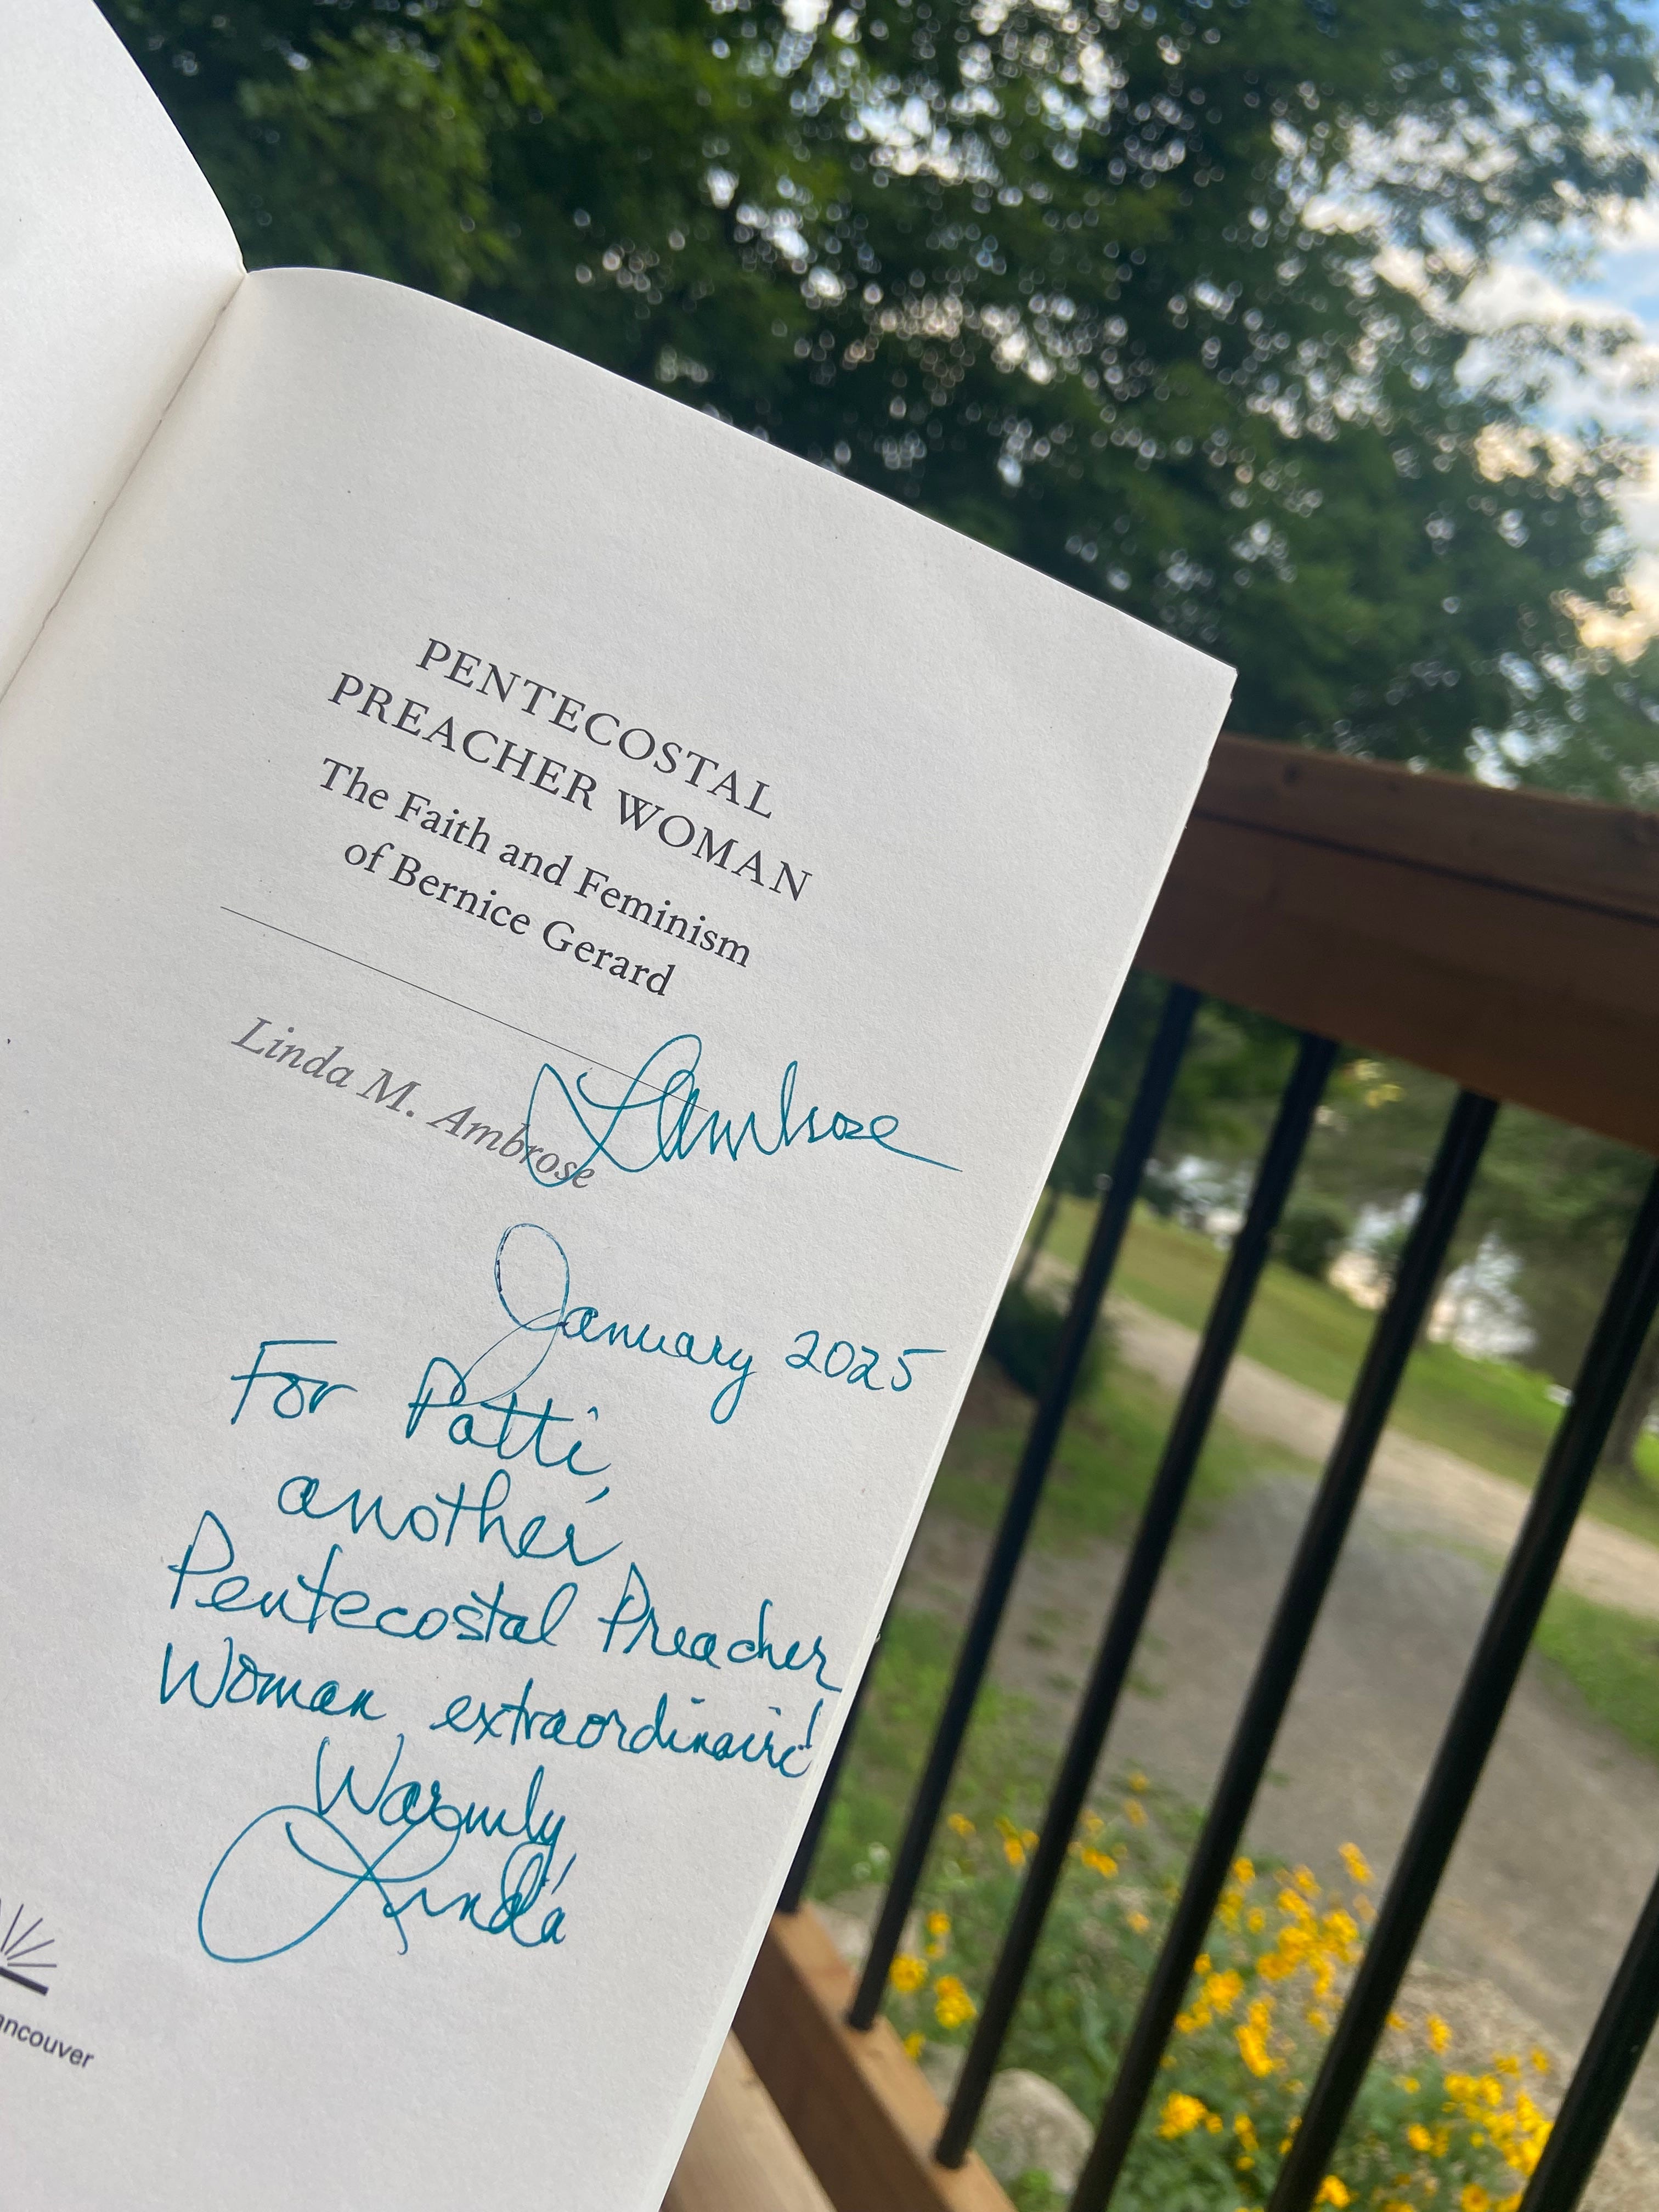 PENTECOSTAL
PREACHER WOMAN
The Faith and Feminism
of Bernice Gerard
Linda M. Ambrose
LAmbrose
January 2025
For Patti,
another
Pentecostal Preacher
Woman extraordinaire!
Warmly,
Linda
ancouver